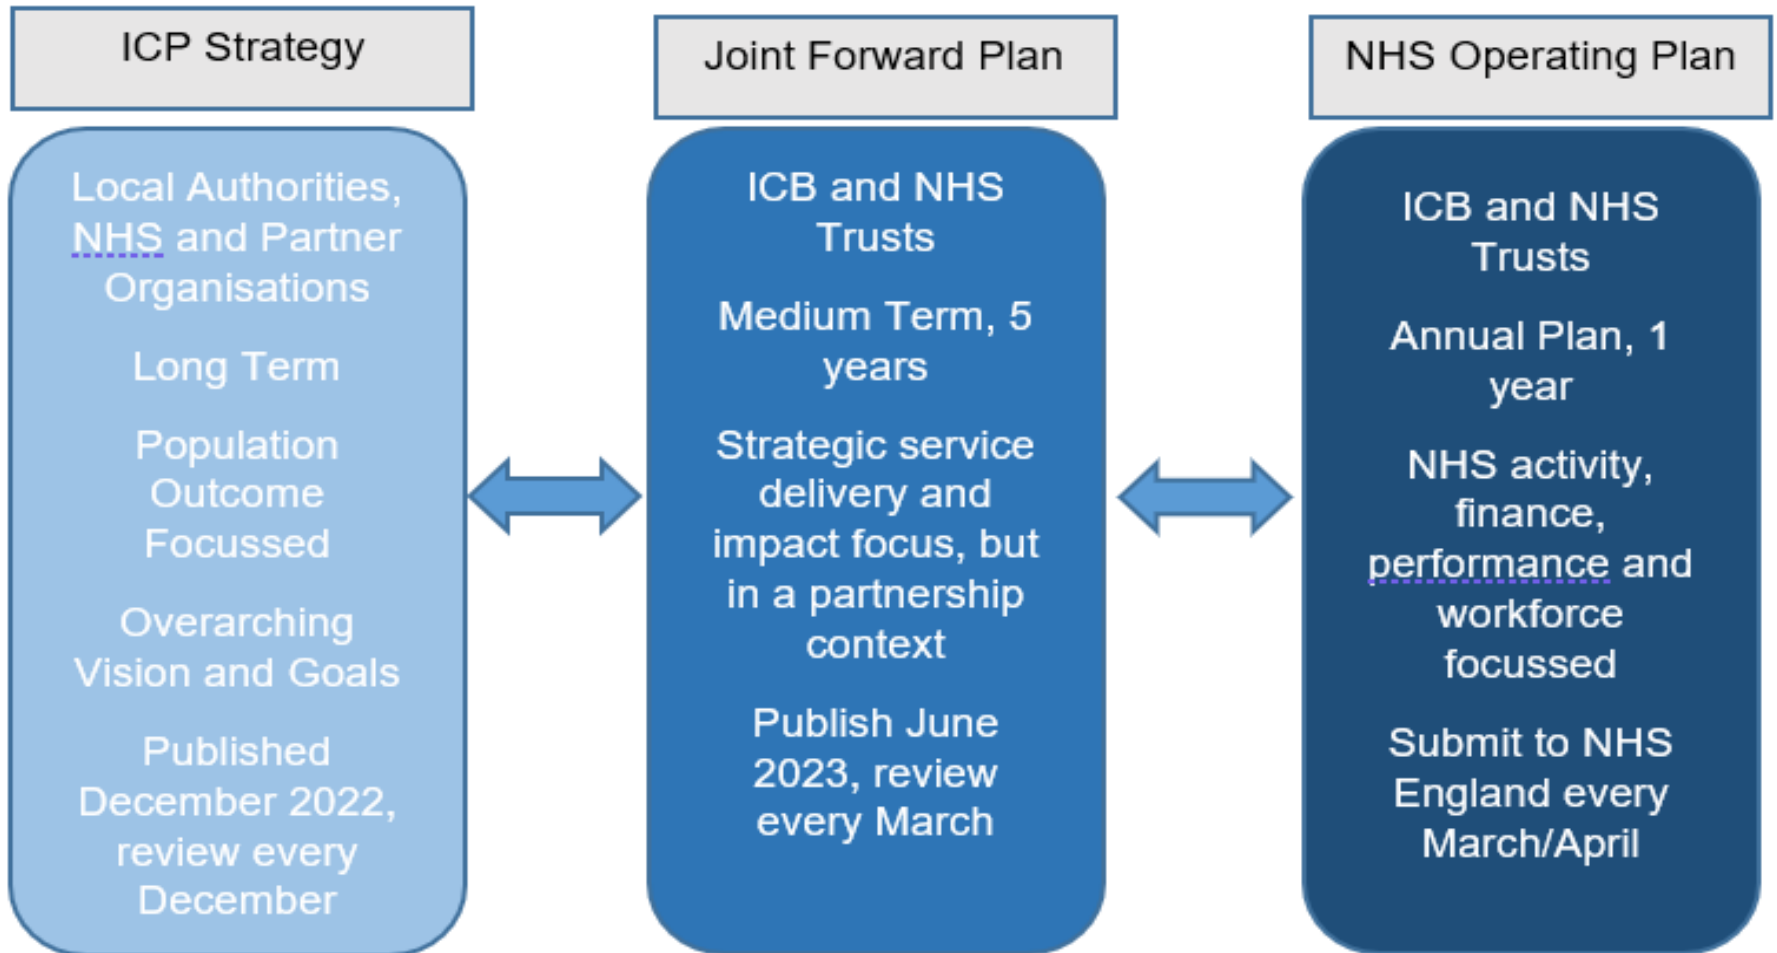 ICP Strategy
Local Authorities,
NHS and Partner
Organisations
Long Term
Population
Outcome
Focussed
Overarching
Vision and Goals
Published
December 2022,
review every
December
Joint Forward Plan
ICB and NHS
Trusts
Medium Term, 5
years
Strategic service
delivery and
impact focus, but
in a partnership
context
Publish June
2023, review
every March
NHS Operating Plan
ICB and NHS
Trusts
Annual Plan, 1
year
NHS activity,
finance,
performance and
workforce
focussed
Submit to NHS
England every
March/April